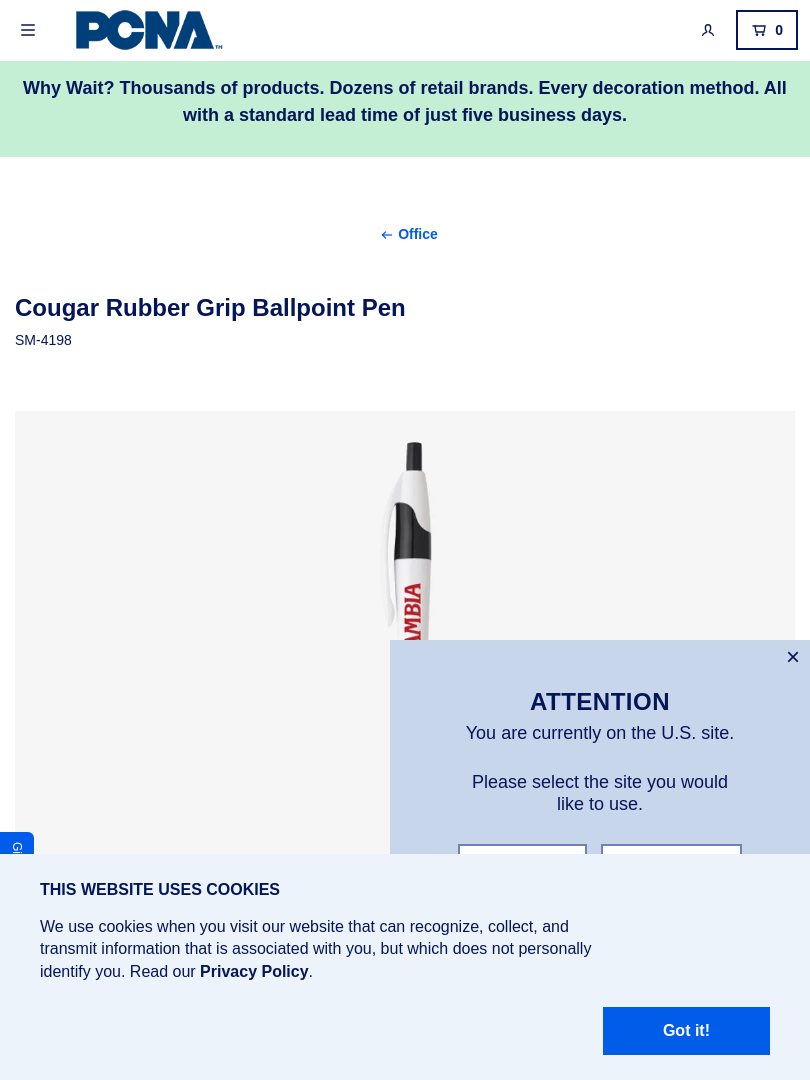 PCNA™
0
Why Wait? Thousands of products. Dozens of retail brands. Every decoration method. All
with a standard lead time of just five business days.
← Office
Cougar Rubber Grip Ballpoint Pen
SM-4198
ATTENTION
You are currently on the U.S. site.
Please select the site you would
like to use.
THIS WEBSITE USES COOKIES
We use cookies when you visit our website that can recognize, collect, and
transmit information that is associated with you, but which does not personally
identify you. Read our Privacy Policy.
Got it!